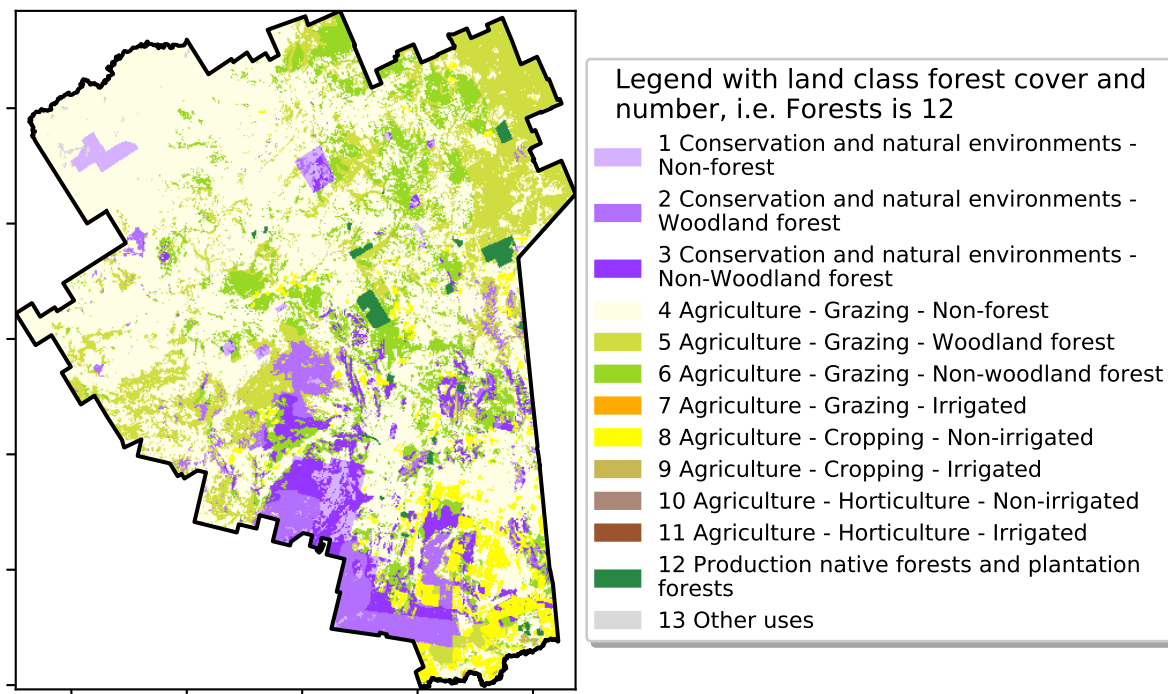 Legend with land class forest cover and
number, i.e. Forests is 12
1 Conservation and natural environments -
Non-forest
2 Conservation and natural environments -
Woodland forest
3 Conservation and natural environments -
Non-Woodland forest
4 Agriculture - Grazing - Non-forest
5 Agriculture - Grazing - Woodland forest
6 Agriculture - Grazing - Non-woodland forest
7 Agriculture - Grazing - Irrigated
8 Agriculture - Cropping - Non-irrigated
9 Agriculture - Cropping - Irrigated
10 Agriculture - Horticulture - Non-irrigated
11 Agriculture - Horticulture - Irrigated
12 Production native forests and plantation
forests
13 Other uses